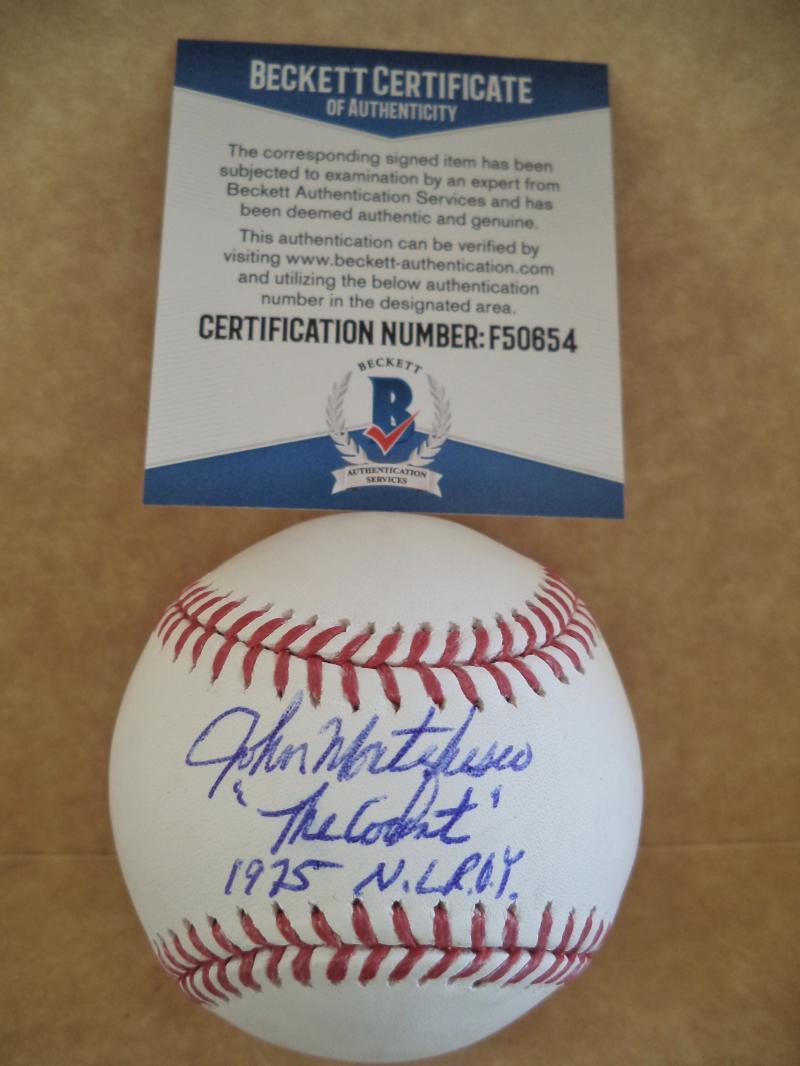 BECKETT CERTIFICATE
OF AUTHENTICITY
The corresponding signed item has been
subjected to examination by an expert from
Beckett Authentication Services and has
been deemed authentic and genuine.
This authentication can be verified by
visiting www.beckett-authentication.com
and utilizing the below authentication
number in the designated area.
CERTIFICATION NUMBER: F50654
BECKETT
B
AUTHENTICATION
SERVICES
John Montefusco
"The Count"
1975 N.L.R.O.Y.